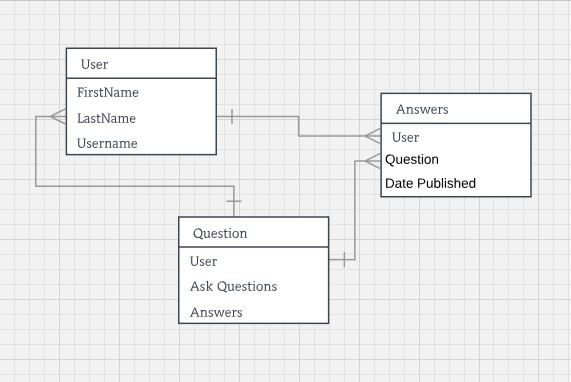 User
FirstName
LastName
Username
Answers
User
Question
Date Published
Question
User
Ask Questions
Answers